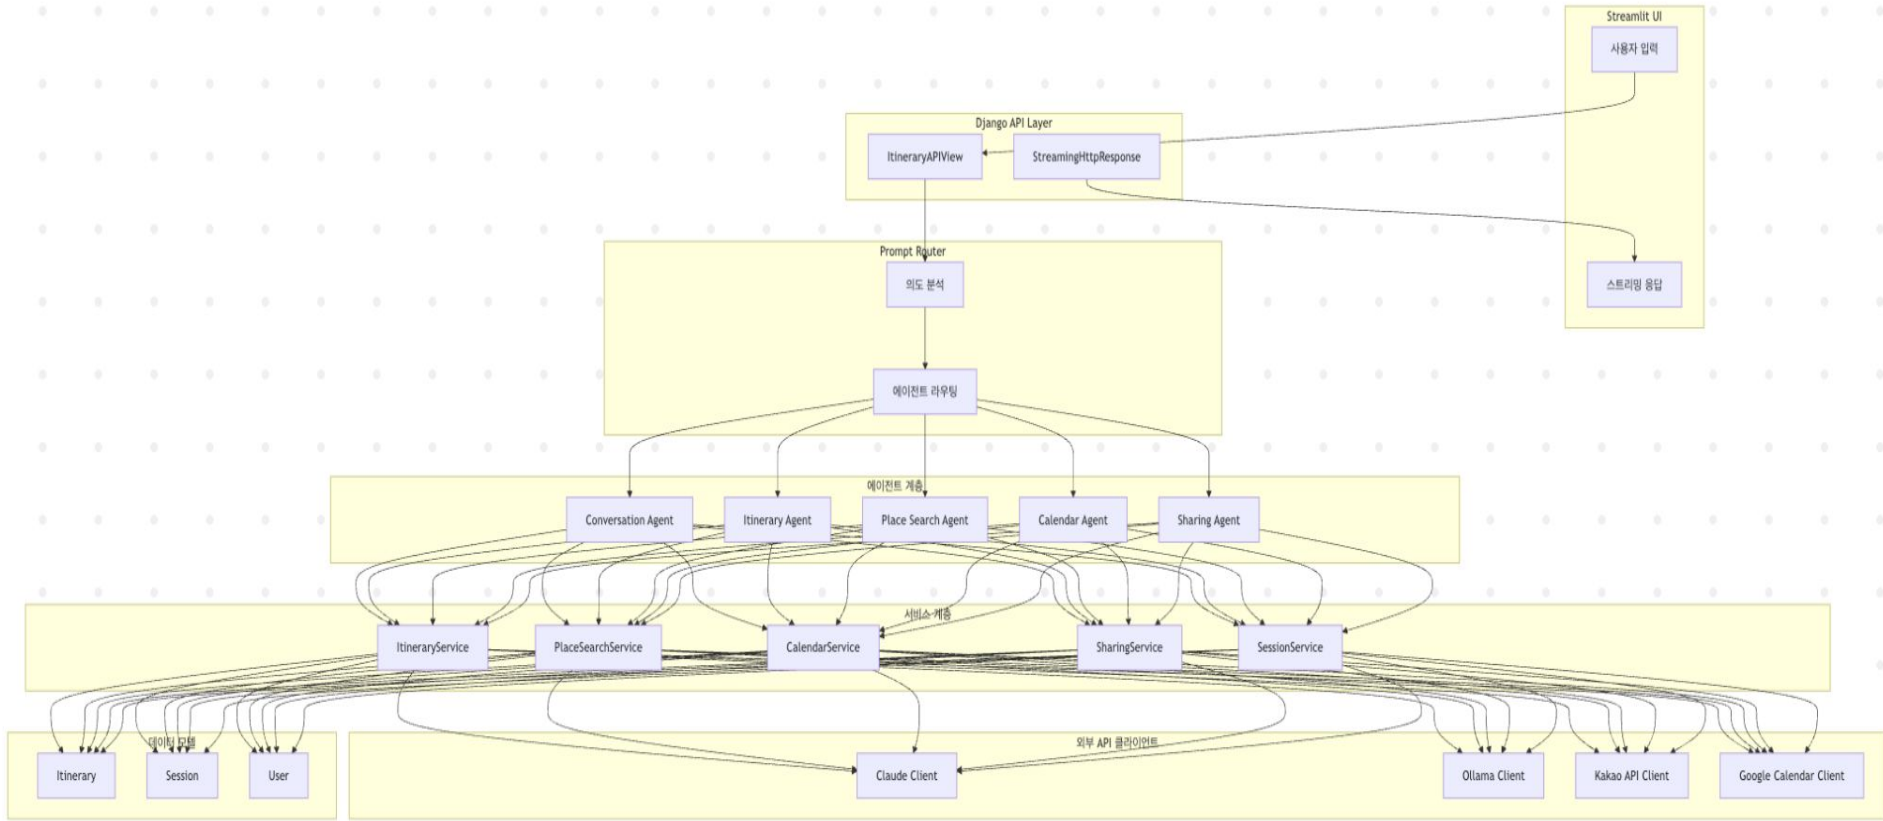 Streamlit UI
사용자 입력
Django API Layer
ItineraryAPIView
StreamingHttpResponse
Prompt Router
의도 분석
스트리밍 응답
에이전트 라우팅
에이전트 계층
Conversation Agent
Itinerary Agent
Place Search Agent
Calendar Agent
Sharing Agent
서비스 계층
ItineraryService
PlaceSearchService
CalendarService
SharingService
SessionService
데이터 모델
외부 API 클라이언트
Itinerary
Session
User
Claude Client
Ollama Client
Kakao API Client
Google Calendar Client